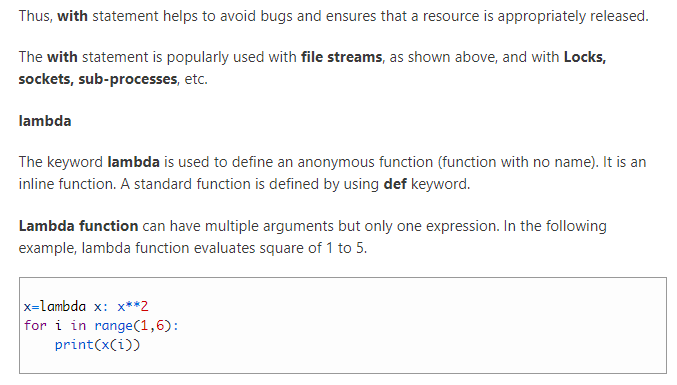 Thus, with statement helps to avoid bugs and ensures that a resource is appropriately released.
The with statement is popularly used with file streams, as shown above, and with Locks,
sockets, sub-processes, etc.
lambda
The keyword lambda is used to define an anonymous function (function with no name). It is an
inline function. A standard function is defined by using def keyword.
Lambda function can have multiple arguments but only one expression. In the following
example, lambda function evaluates square of 1 to 5.
x=lambda x: x**2
for i in range(1,6):
    print(x(i))